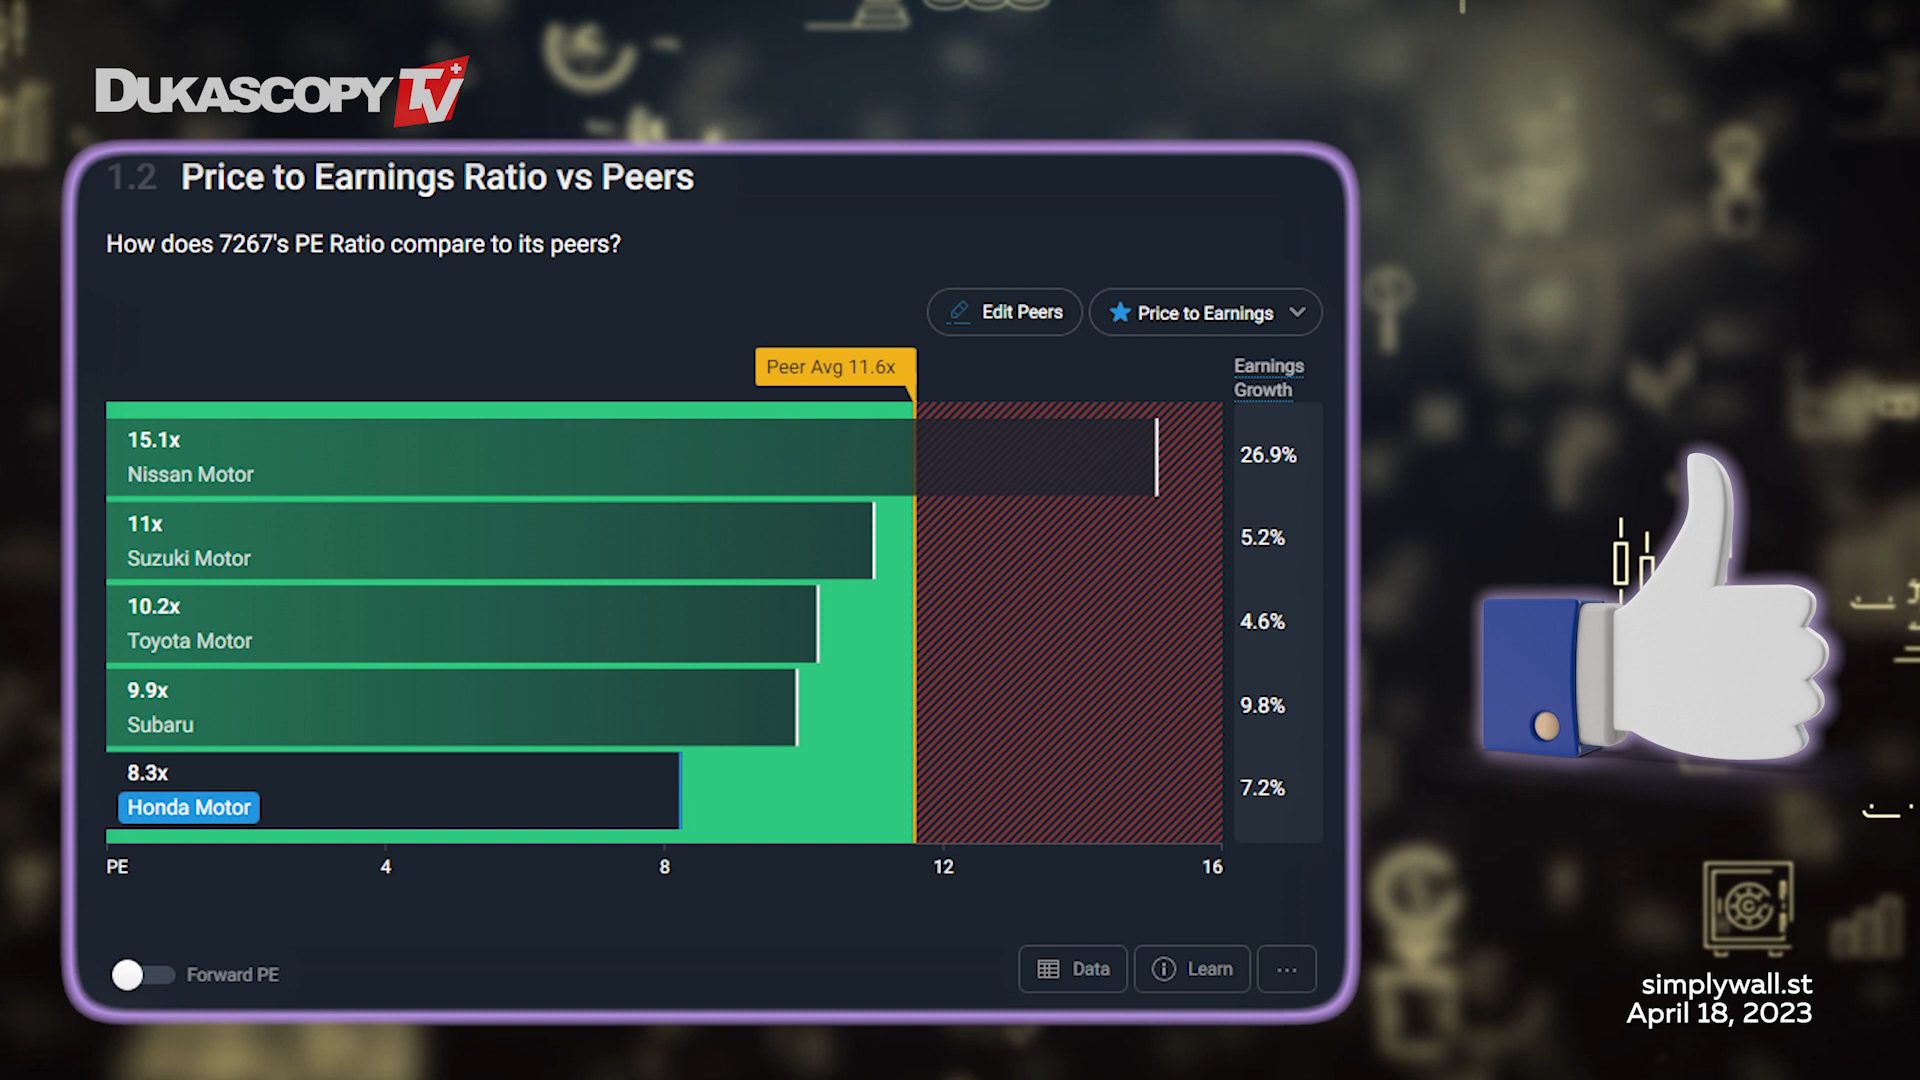 DUKASCOPY TV
1.2 Price to Earnings Ratio vs Peers
How does 7267's PE Ratio compare to its peers?
Edit Peers
Price to Earnings
Peer Avg 11.6x
Earnings
Growth
15.1x
Nissan Motor
26.9%
11x
Suzuki Motor
5.2%
10.2x
Toyota Motor
4.6%
9.9x
Subaru
9.8%
8.3x
Honda Motor
7.2%
PE 4 8 12 16
Forward PE
Data
Learn
...
simplywall.st
April 18, 2023